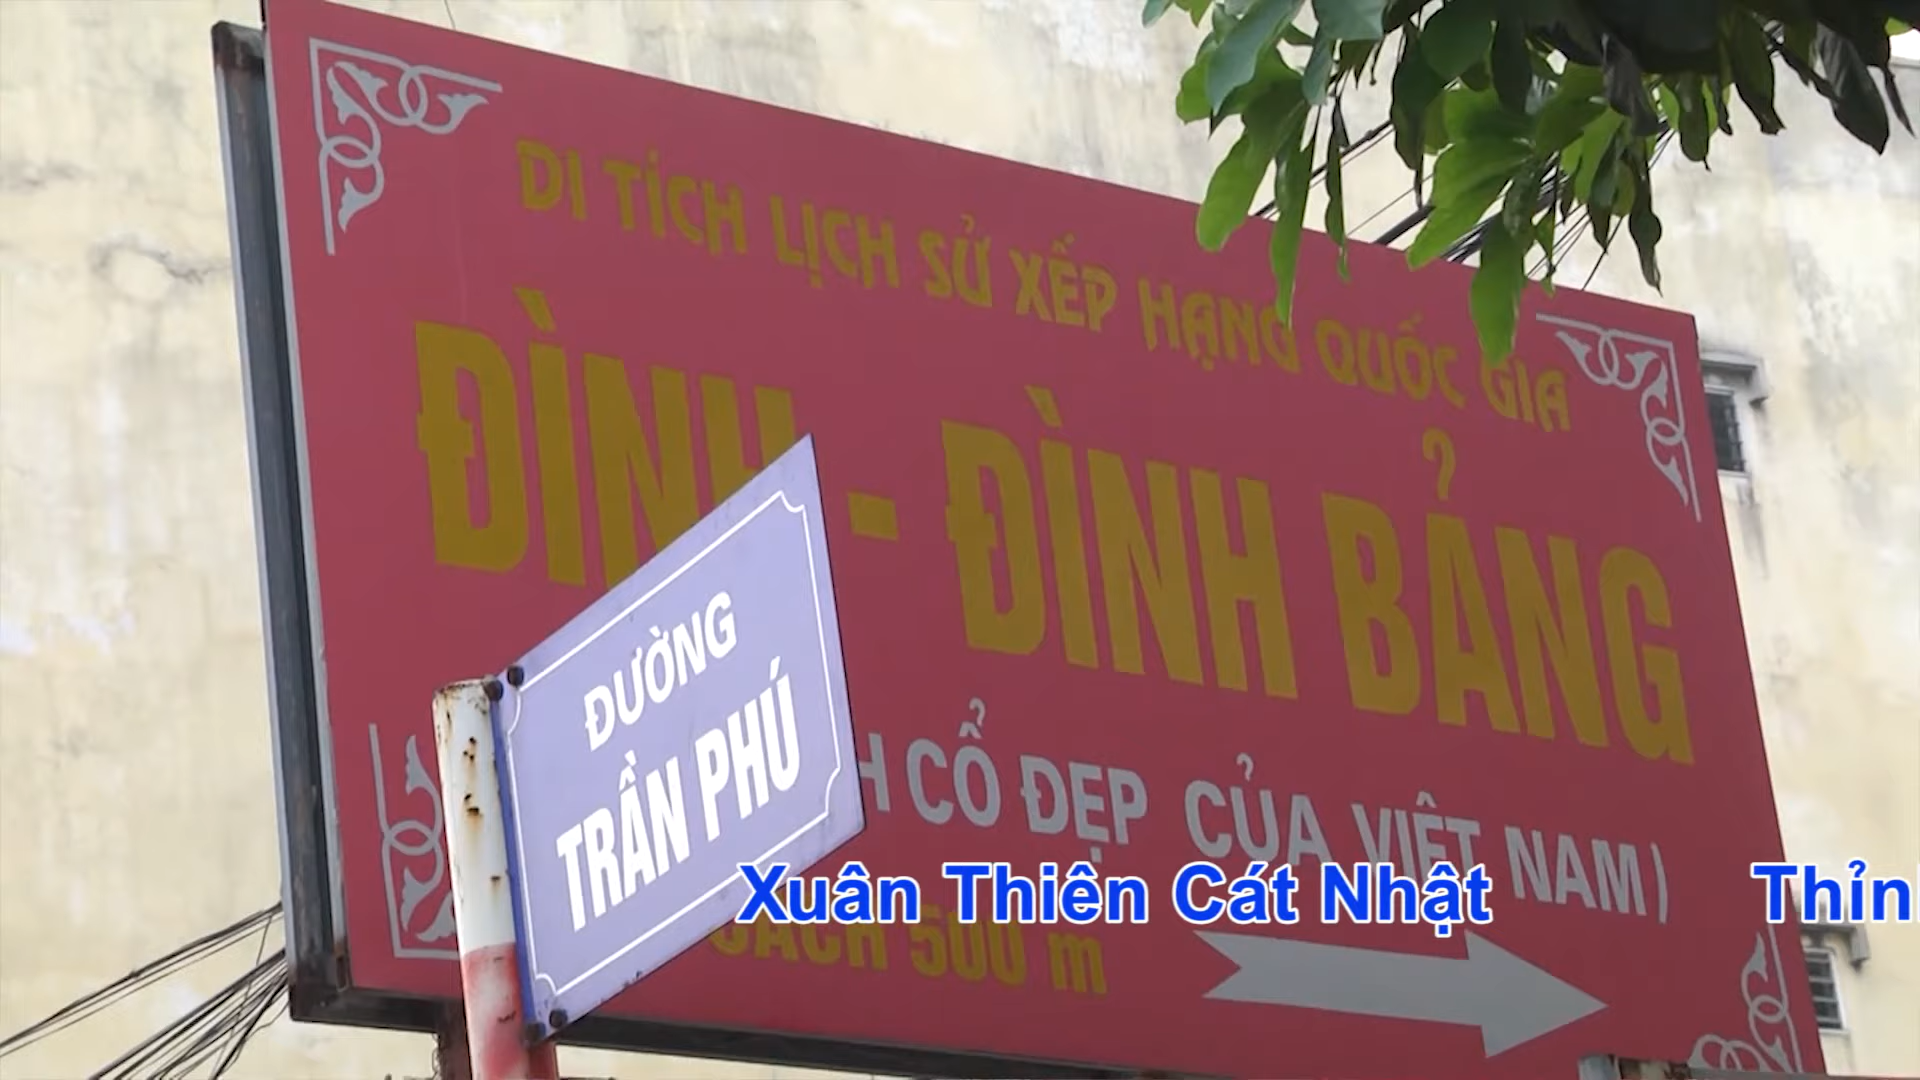 DI TÍCH LỊCH SỬ XẾP HẠNG QUỐC GIA
ĐÌNH - ĐÌNH BẢNG
CỔ ĐẸP CỦA VIỆT NAM)
CÁCH 500 m
ĐƯỜNG
TRẦN PHÚ
Xuân Thiên Cát Nhật